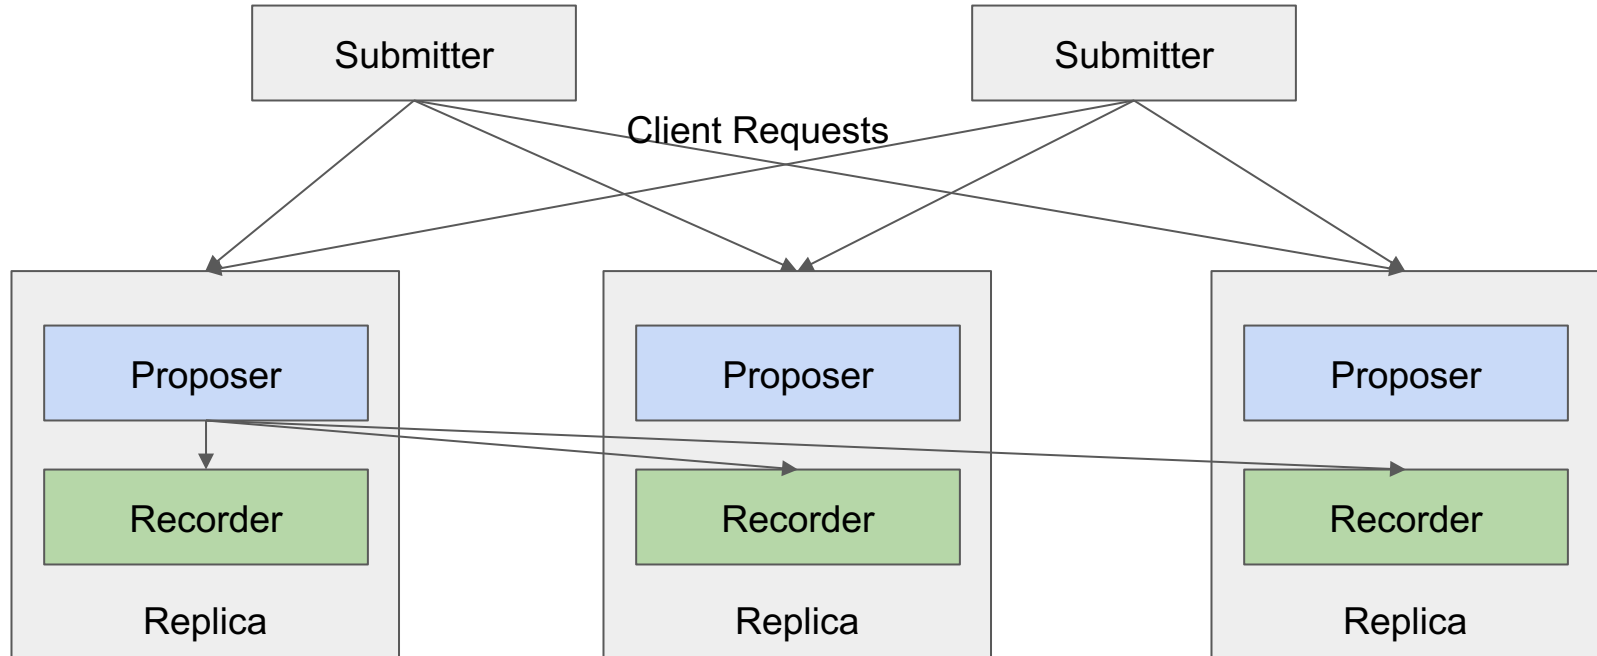 Submitter
Submitter
Client Requests
Proposer
Proposer
Proposer
Recorder
Recorder
Recorder
Replica
Replica
Replica